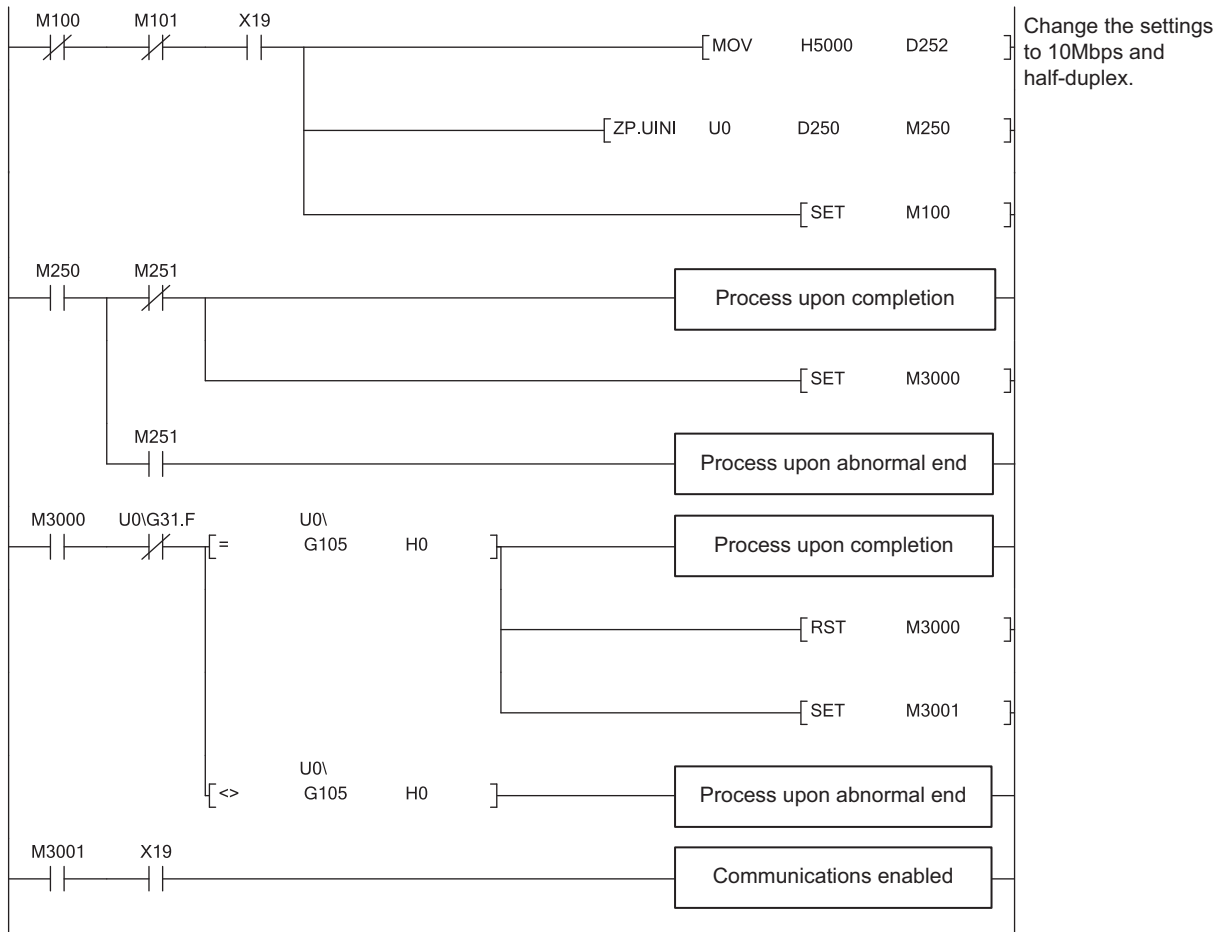 M100 M101 X19
[MOV H5000 D252 ]
Change the settings
to 10Mbps and
half-duplex.
[ZP.UINI U0 D250 M250 ]
[SET M100 ]
M250 M251
Process upon completion
[SET M3000 ]
M251
Process upon abnormal end
M3000 U0\G31.F U0\
[= G105 H0 ]
Process upon completion
[RST M3000 ]
[SET M3001 ]
U0\
[<> G105 H0 ]
Process upon abnormal end
M3001 X19
Communications enabled